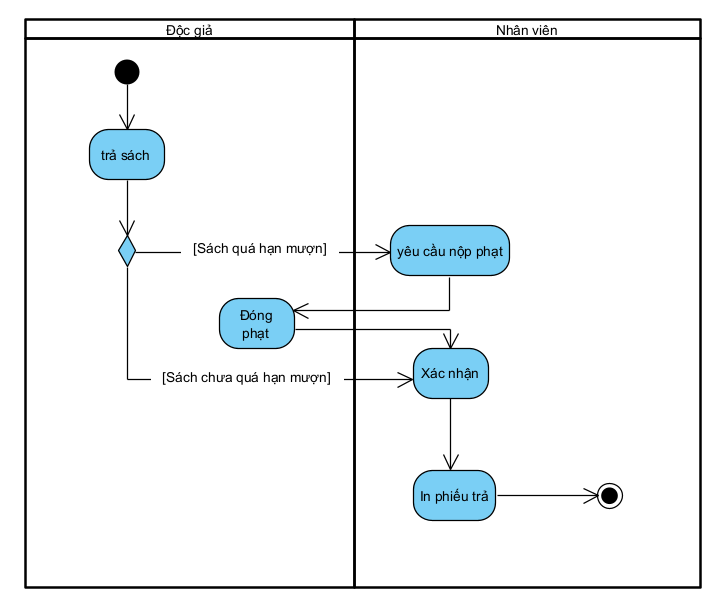 Độc giả
Nhân viên
trả sách
[Sách quá hạn mượn]
yêu cầu nộp phạt
Đóng
phạt
[Sách chưa quá hạn mượn]
Xác nhận
In phiếu trả